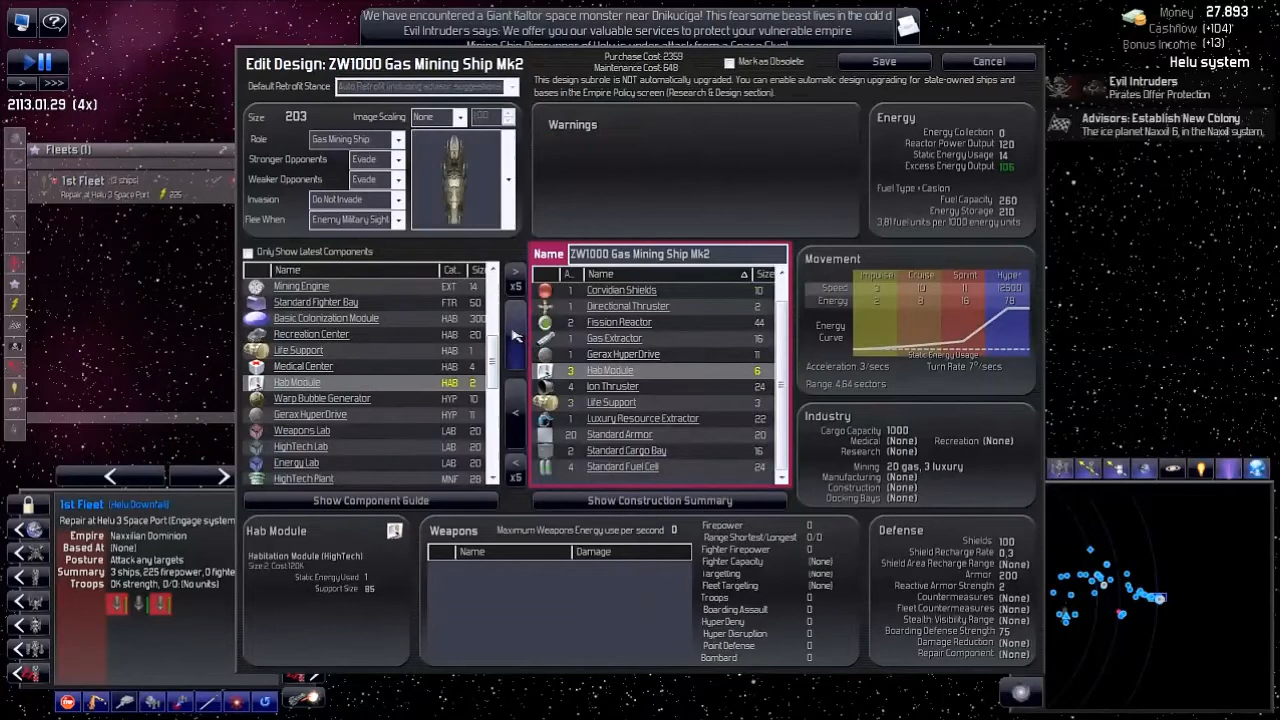 We have encountered a Giant Kaltor space monster near Onikuciga! This fearsome beast lives in the cold d
Evil Intruders says: We offer you our valuable services to protect your vulnerable empire
Money 27.893
Cashflow (+104)
Bonus Income (+13)
Helu system
2113.01.29 (4x)
Edit Design: ZW1000 Gas Mining Ship Mk2
Purchase Cost: 2359
Maintenance Cost: 648
Mark as Obsolete
Save
Cancel
Default Retrofit Stance
Auto Retrofit (including advisor suggestions
This design subrole is NOT automatically upgraded. You can enable automatic design upgrading for state-owned ships and
bases in the Empire Policy screen (Research & Design section).
Evil Intruders
Pirates Offer Protection
Advisors: Establish New Colony
The ice planet Naxxil 6, in the Naxxil system,
Fleets (1)
1st Fleet (3 ships)
Repair at Helu 3 Space Port 225
Size 203
Image Scaling None 100
Role Gas Mining Ship
Stronger Opponents Evade
Weaker Opponents Evade
Invasion Do Not Invade
Flee When Enemy Military Sight
Warnings
Energy
Energy Collection 0
Reactor Power Output 120
Static Energy Usage 14
Excess Energy Output 106
Fuel Type • Caslon
Fuel Capacity 260
Energy Storage 210
3,81 fuel units per 1000 energy units
Only Show Latest Components
Name Cat. Size
Mining Engine EXT 14
Standard Fighter Bay FTR 50
Basic Colonization Module HAB 300
Recreation Center HAB 20
Life Support HAB 1
Medical Center HAB 4
Hab Module HAB 2
Warp Bubble Generator HYP 10
Gerax HyperDrive HYP 11
Weapons Lab LAB 20
HighTech Lab LAB 20
Energy Lab LAB 20
HighTech Plant MNF 28
>
x5
<
<
x5
Name ZW1000 Gas Mining Ship Mk2
A.. Name Size
1 Corvidian Shields 10
1 Directional Thruster 2
2 Fission Reactor 44
1 Gas Extractor 16
1 Gerax HyperDrive 11
3 Hab Module 6
4 Ion Thruster 24
3 Life Support 3
1 Luxury Resource Extractor 22
20 Standard Armor 20
2 Standard Cargo Bay 16
4 Standard Fuel Cell 24
Movement
Impulse Cruise Sprint Hyper
Speed 3 10 11 12500
Energy 2 8 16 78
Energy
Curve
Static Energy Usage
Acceleration 3/secs Turn Rate 7°/secs
Range 4,64 sectors
Industry
Cargo Capacity 1000
Medical (None) Recreation (None)
Research (None)
Mining 20 gas, 3 luxury
Manufacturing (None)
Construction (None)
Docking Bays (None)
Show Component Guide
Show Construction Summary
1st Fleet (Helu Downfall)
Repair at Helu 3 Space Port (Engage system
Empire Naxxilian Dominion
Based At (None)
Posture Attack any targets
Summary 3 ships, 225 firepower, 0 fighte
Troops 0K strength, 0/0: (No units)
Hab Module
Habitation Module (HighTech)
Size 2, Cost 120K
Static Energy Used 1
Support Size 85
Weapons Maximum Weapons Energy use per second 0
Name Damage
Firepower 0
Range Shortest/Longest 0/0
Fighter Firepower 0
Fighter Capacity (None)
Targetting (None)
Fleet Targeting (None)
Troops 0
Boarding Assault 0
HyperDeny 0
Hyper Disruption 0
Point Defense 0
Bombard 0
Defense
Shields 100
Shield Recharge Rate 0,3
Shield Area Recharge Range (None)
Armor 200
Reactive Armor Strength 2
Countermeasures (None)
Fleet Countermeasures (None)
Stealth: Visibility Range (None)
Boarding Defense Strength 75
Damage Reduction (None)
Repair Component (None)